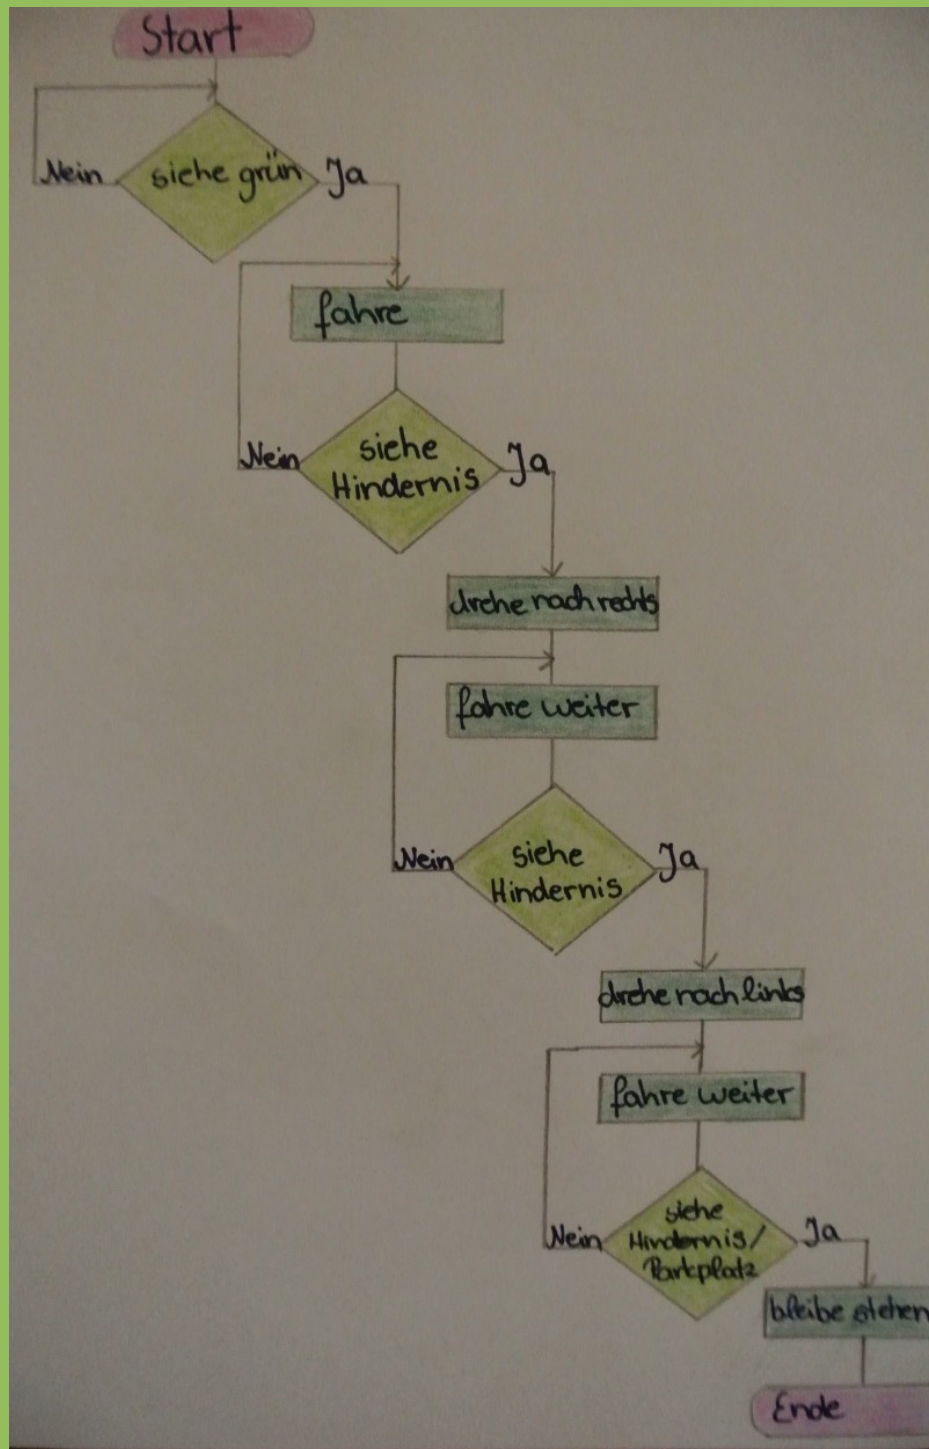 Start
Nein siehe grün Ja
fahre
Nein siehe Ja
Hindernis
drehe nach rechts
fahre weiter
Nein siehe Ja
Hindernis
drehe nach links
fahre weiter
siehe
Nein Hindernis/ Ja
Parkplatz
bleibe stehen
Ende